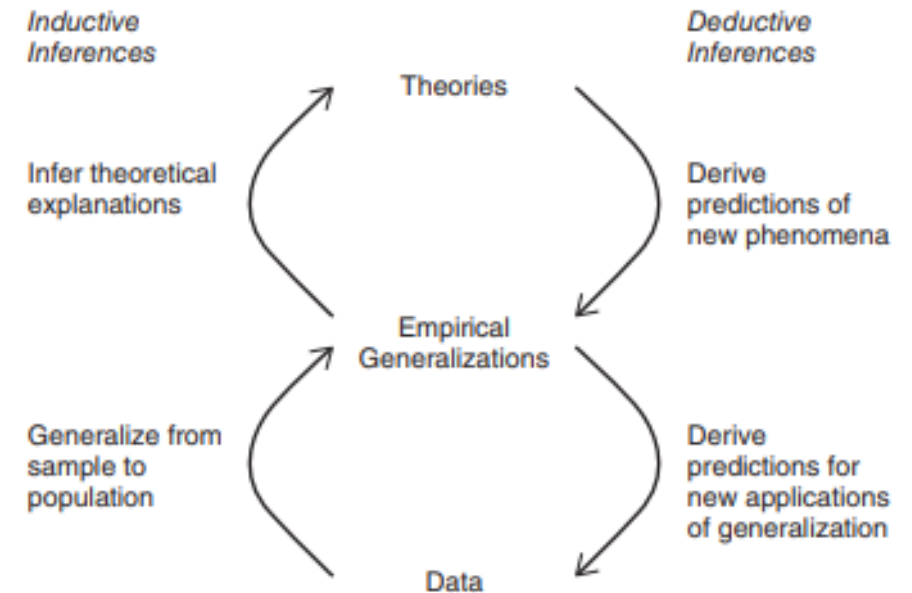 Inductive
Inferences
Deductive
Inferences
Theories
Infer theoretical
explanations
Derive
predictions of
new phenomena
Empirical
Generalizations
Generalize from
sample to
population
Derive
predictions for
new applications
of generalization
Data